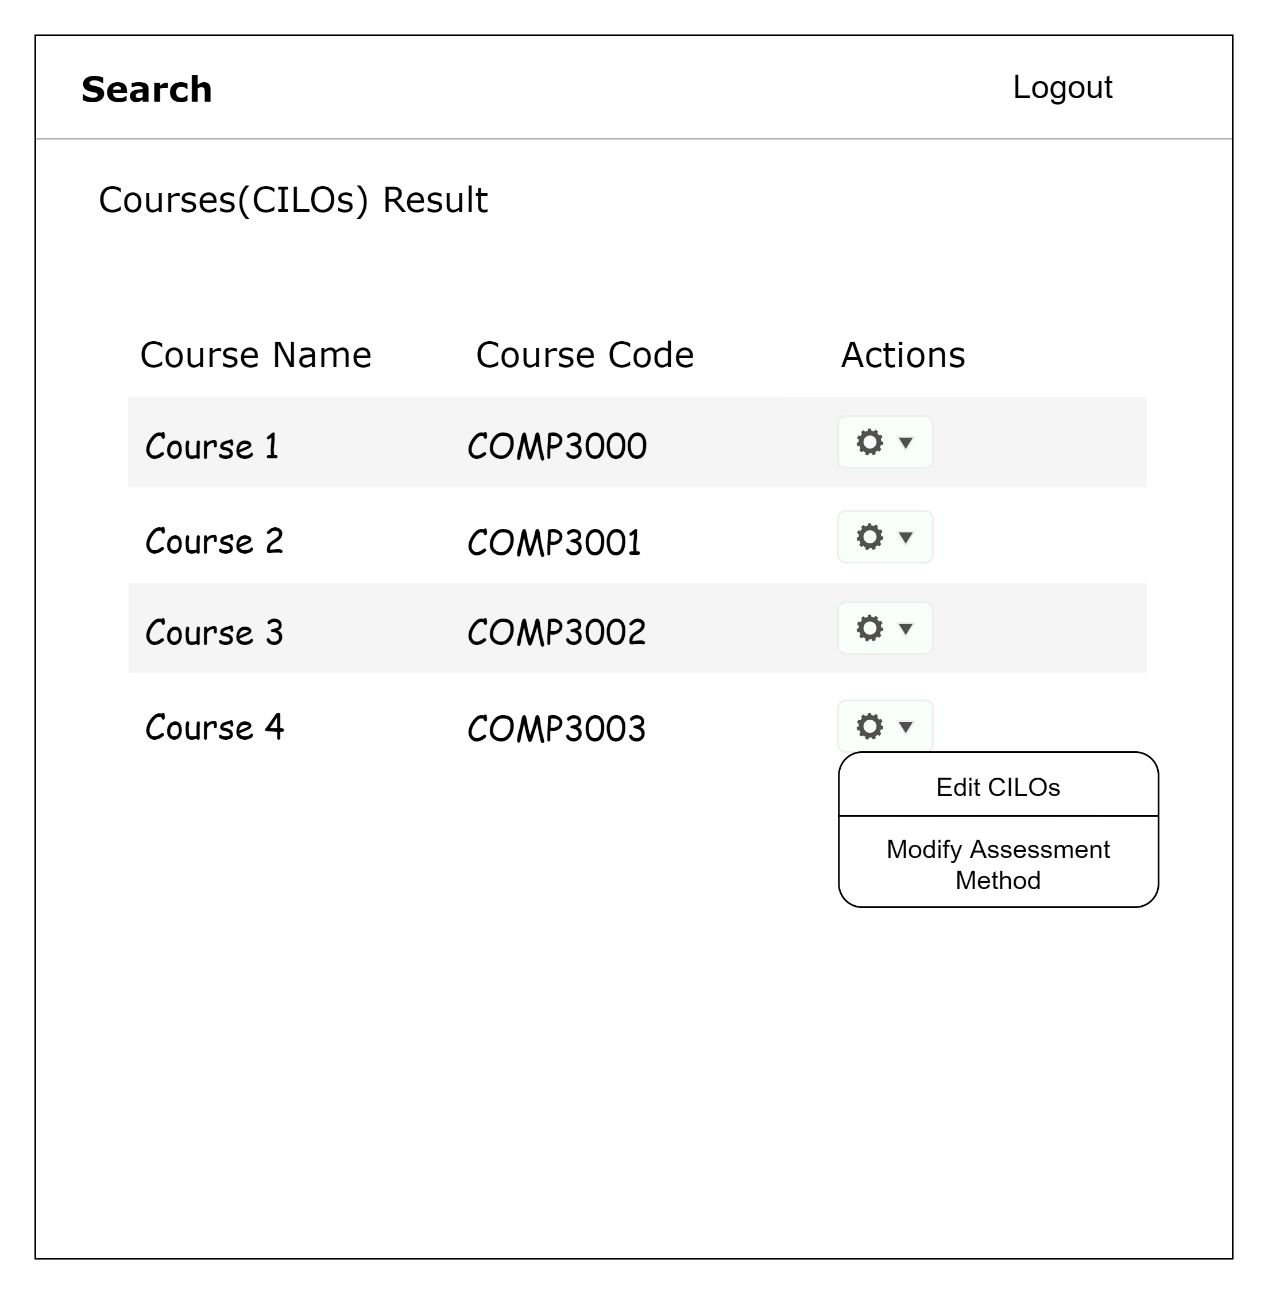 Search Logout
Courses(CILOs) Result
Course Name Course Code Actions
Course 1 COMP3000
Course 2 COMP3001
Course 3 COMP3002
Course 4 COMP3003
Edit CILOs
Modify Assessment
Method